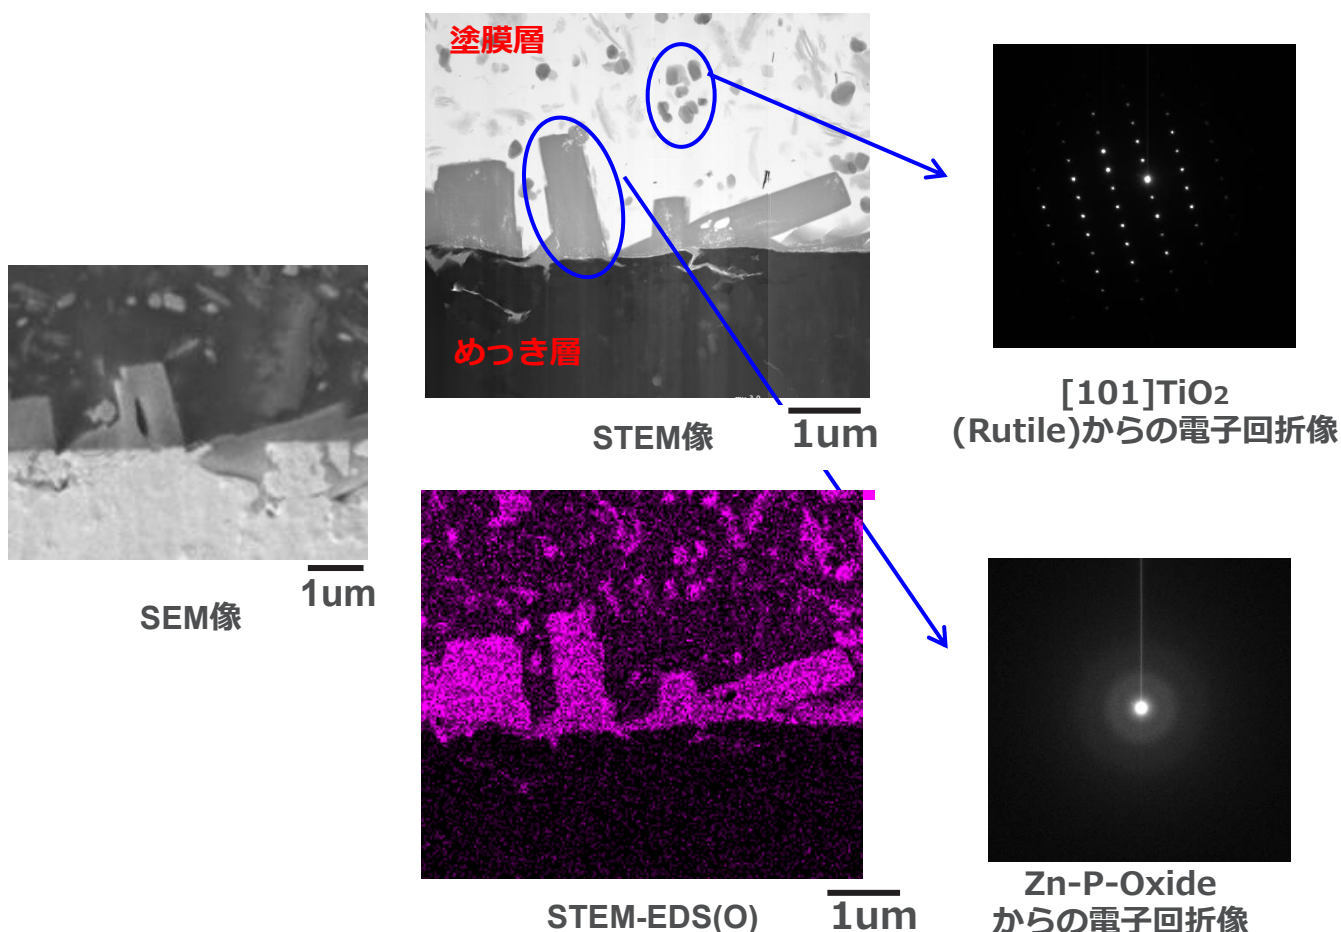 塗膜層
めっき層
STEM像
1um
[101]TiO2
(Rutile)からの電子回折像
SEM像
1um
STEM-EDS(O)
1um
Zn-P-Oxide
からの電子回折像